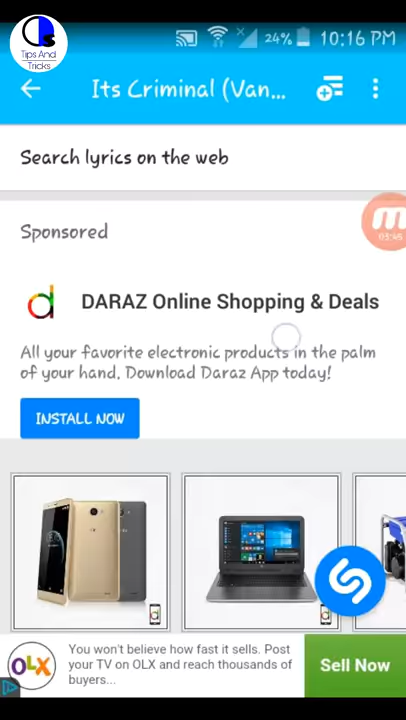 Tips And
Tricks
24% 10:16 PM
Its Criminal (Van...
Search lyrics on the web
Sponsored
03:45
DARAZ Online Shopping & Deals
All your favorite electronic products in the palm
of your hand. Download Daraz App today!
INSTALL NOW
OLX
You won't believe how fast it sells. Post
your TV on OLX and reach thousands of
buyers...
Sell Now